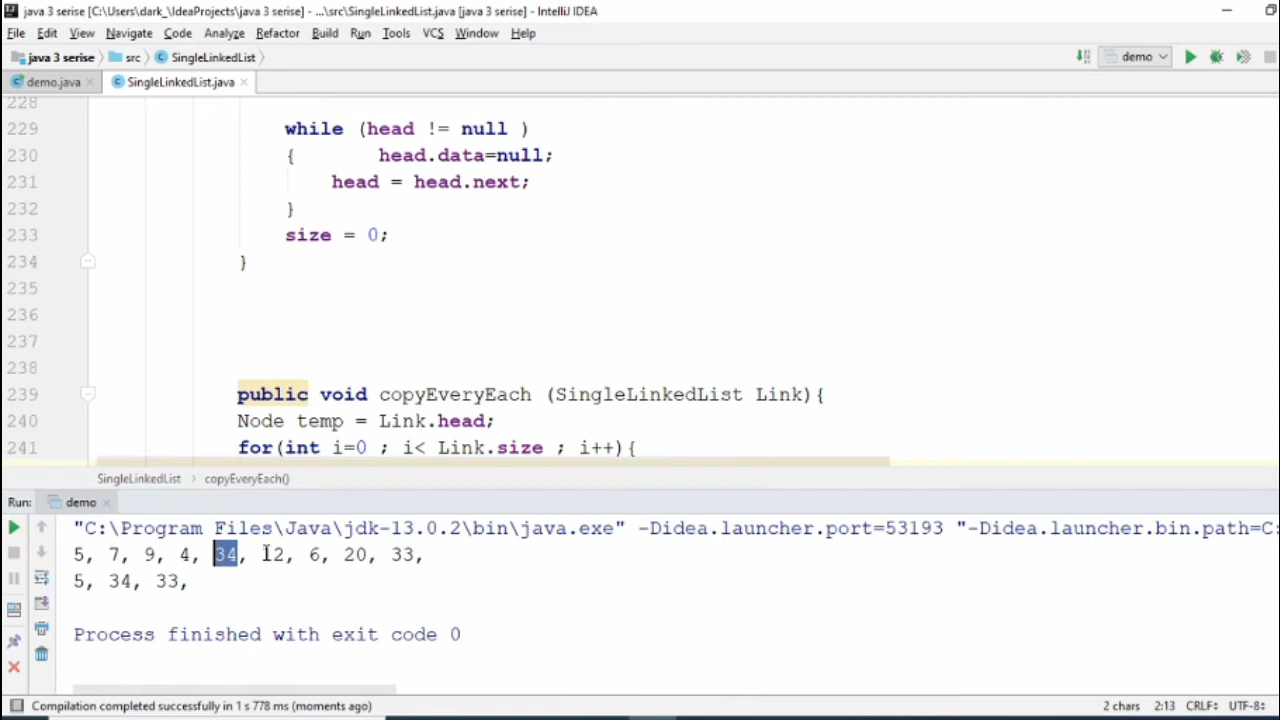 java 3 serise [C:\Users\dark_\IdeaProjects\java 3 serise] - ...\src\SingleLinkedList.java [java 3 serise] - IntelliJ IDEA
File Edit View Navigate Code Analyze Refactor Build Run Tools VCS Window Help
java 3 serise src SingleLinkedList demo
demo.java SingleLinkedList.java
228
229 while (head != null )
230 { head.data=null;
231 head = head.next;
232 }
233 size = 0;
234 }
235
236
237
238
239 public void copyEveryEach (SingleLinkedList Link){
240 Node temp = Link.head;
241 for(int i=0 ; i< Link.size ; i++){
SingleLinkedList copyEveryEach()
Run: demo
"C:\Program Files\Java\jdk-13.0.2\bin\java.exe" -Didea.launcher.port=53193 "-Didea.launcher.bin.path=C:
5, 7, 9, 4, 34, 12, 6, 20, 33,
5, 34, 33,
Process finished with exit code 0
Compilation completed successfully in 1 s 778 ms (moments ago) 2 chars 2:13 CRLF UTF-8